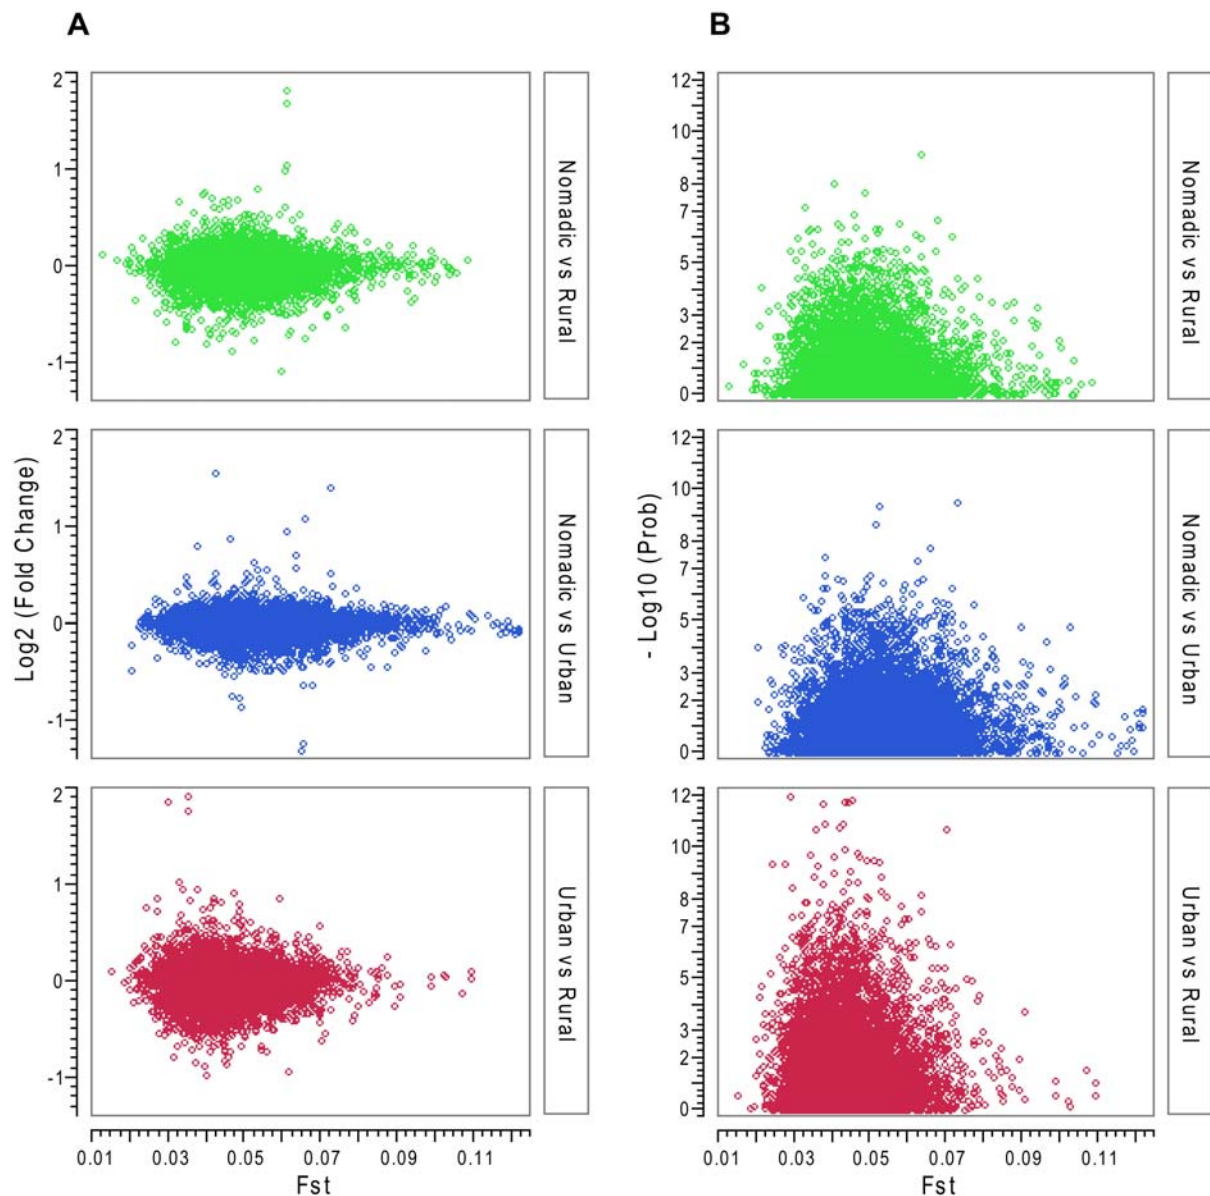 A
B
2
1
0
-1
Nomadic vs Rural
12
10
8
7
5
3
2
0
Nomadic vs Rural
Log2 (Fold Change)
2
1
0
-1
Nomadic vs Urban
- Log10 (Prob)
12
10
8
7
5
3
2
0
Nomadic vs Urban
2
1
0
-1
Urban vs Rural
12
10
8
7
5
3
2
0
Urban vs Rural
0.01 0.03 0.05 0.07 0.09 0.11
Fst
0.01 0.03 0.05 0.07 0.09 0.11
Fst